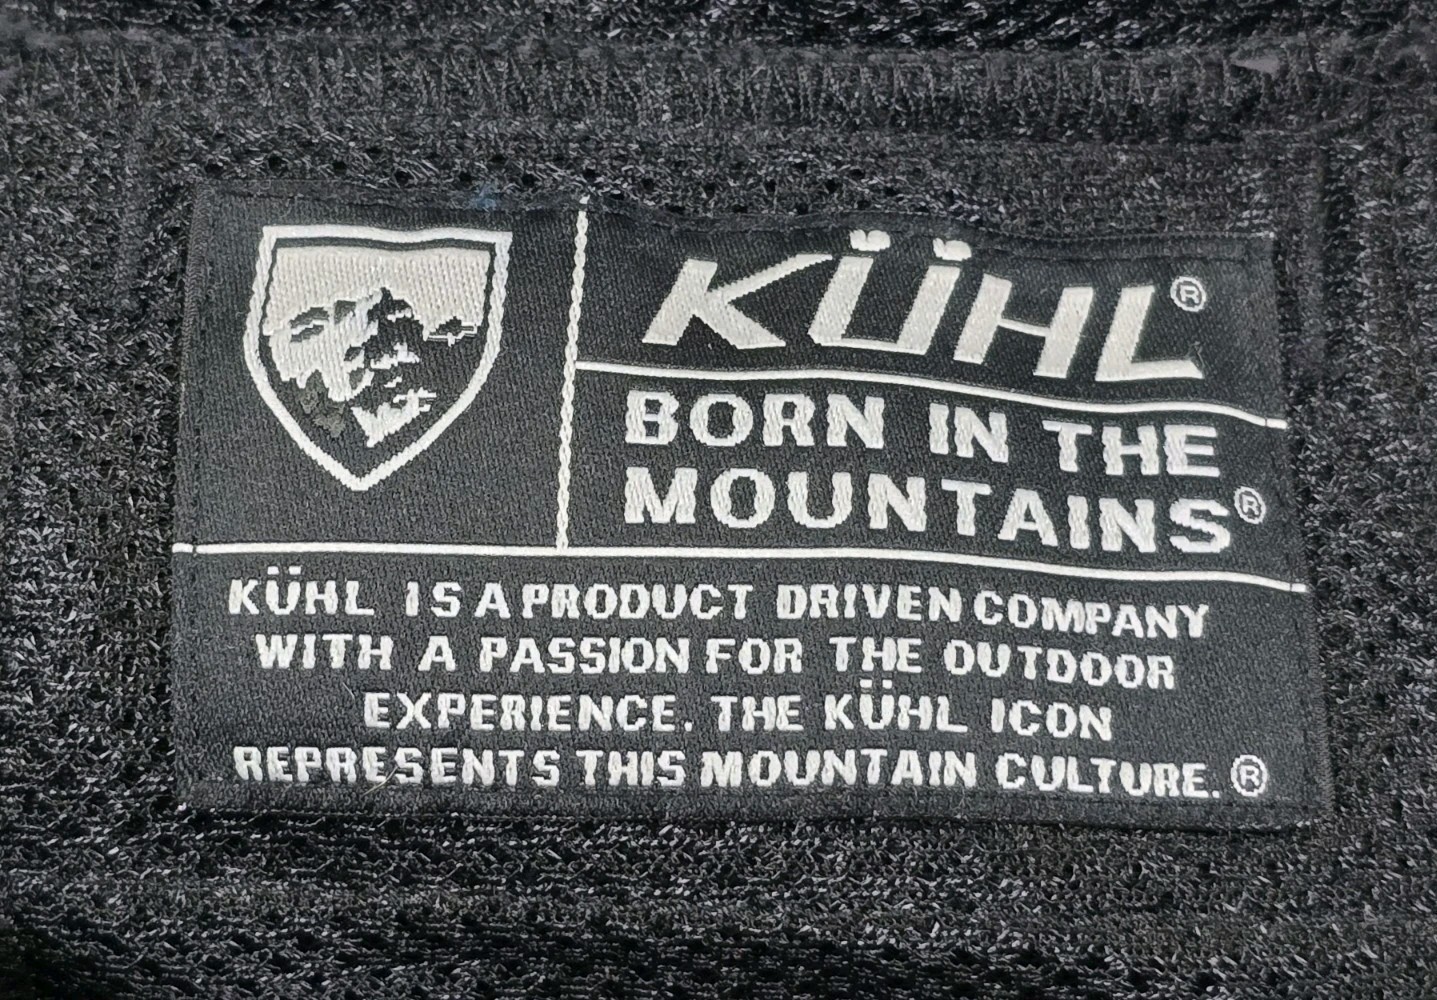 KÜHL®
BORN IN THE
MOUNTAINS®
KÜHL IS A PRODUCT DRIVEN COMPANY
WITH A PASSION FOR THE OUTDOOR
EXPERIENCE. THE KÜHL ICON
REPRESENTS THIS MOUNTAIN CULTURE.®